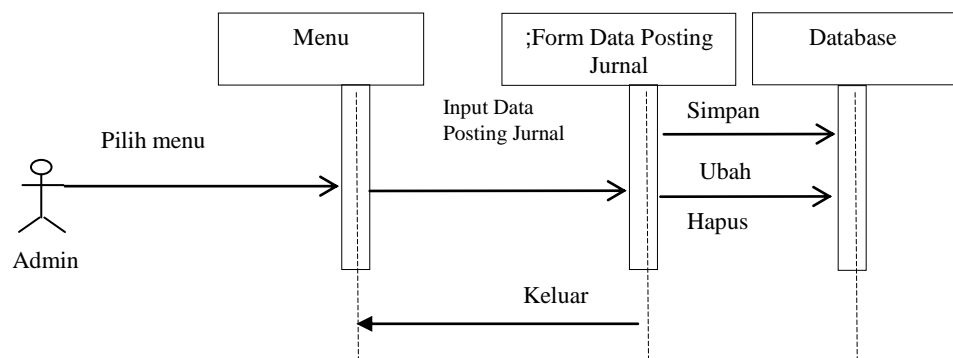 Menu
;Form Data Posting
Jurnal
Database
Input Data
Posting Jurnal
Simpan
Pilih menu
Ubah
Hapus
Admin
Keluar